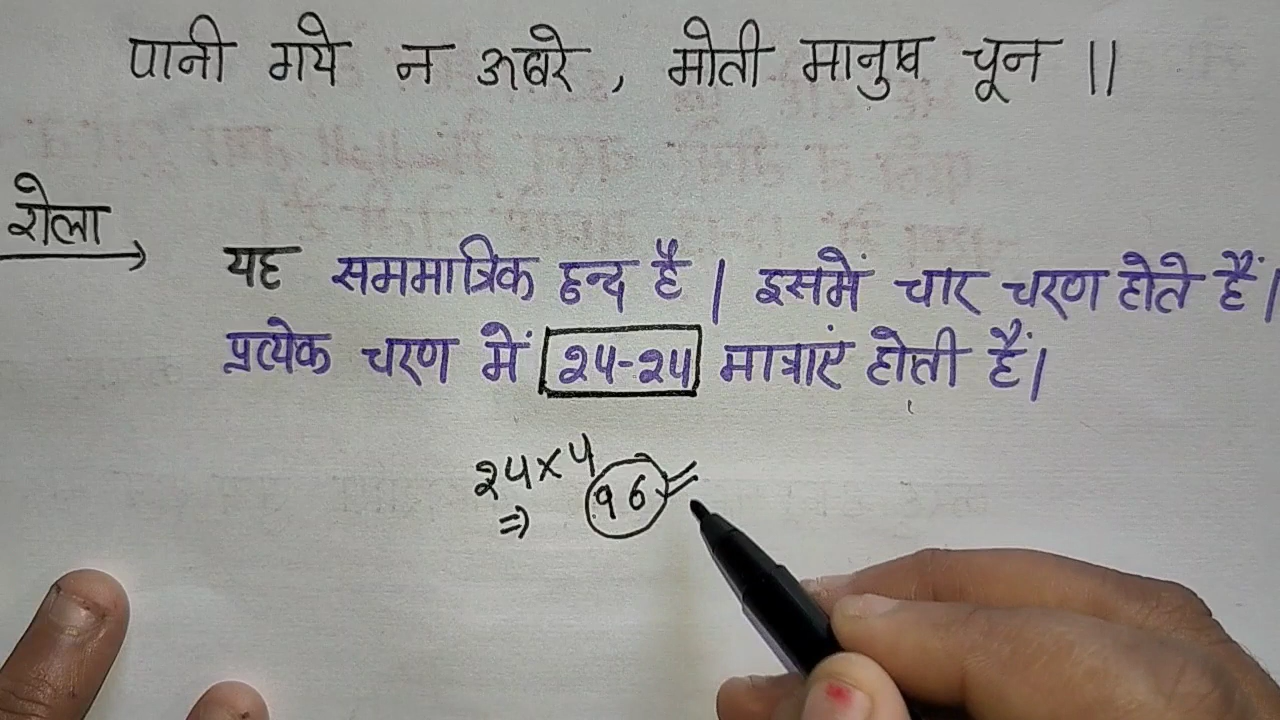 पानी गये न ऊबरे, मोती मानुष चून ||
रोला →
यह सममात्रिक छन्द है | इसमें चार चरण होते हैं |
प्रत्येक चरण में 24-24 मात्राएं होती हैं |
24×4
⇒ 96